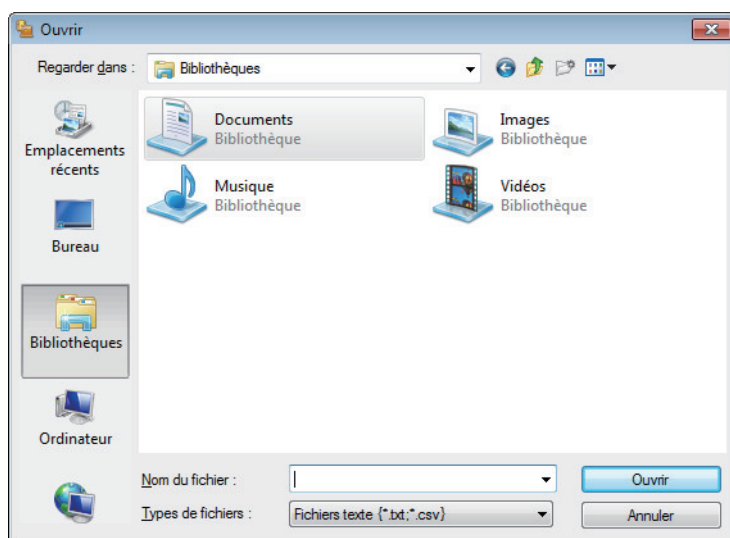 Ouvrir
Regarder dans :
Bibliothèques
Emplacements
récents
Bureau
Bibliothèques
Ordinateur
Documents
Bibliothèque
Images
Bibliothèque
Musique
Bibliothèque
Vidéos
Bibliothèque
Nom du fichier :
Ouvrir
Types de fichiers :
Fichiers texte {*.txt;*.csv}
Annuler